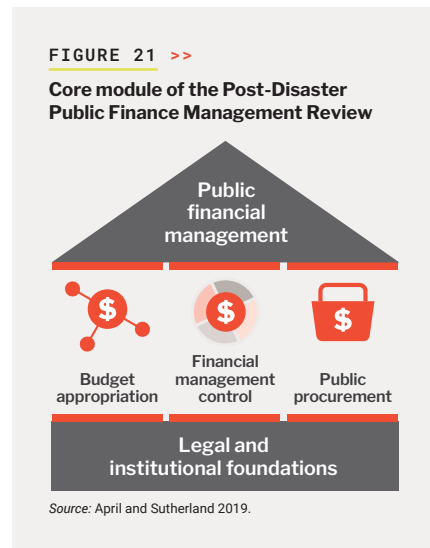 FIGURE 21 >>
Core module of the Post-Disaster
Public Finance Management Review
Public
financial
management
$
$
$
Budget
appropriation
Financial
management
control
Public
procurement
Legal and
institutional foundations
Source: April and Sutherland 2019.